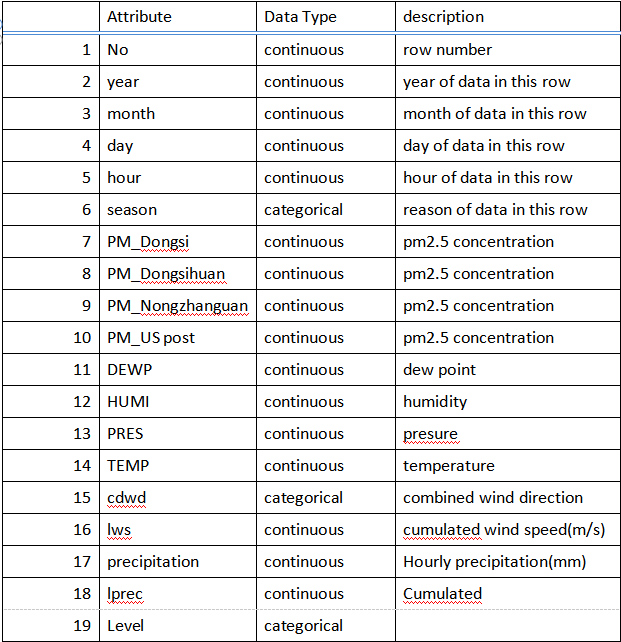 Attribute Data Type description
1 No continuous row number
2 year continuous year of data in this row
3 month continuous month of data in this row
4 day continuous day of data in this row
5 hour continuous hour of data in this row
6 season categorical reason of data in this row
7 PM_Dongsi continuous pm2.5 concentration
8 PM_Dongsihuan continuous pm2.5 concentration
9 PM_Nongzhanguan continuous pm2.5 concentration
10 PM_US post continuous pm2.5 concentration
11 DEWP continuous dew point
12 HUMI continuous humidity
13 PRES continuous presure
14 TEMP continuous temperature
15 cdwd categorical combined wind direction
16 lws continuous cumulated wind speed(m/s)
17 precipitation continuous Hourly precipitation(mm)
18 lprec continuous Cumulated
19 Level categorical